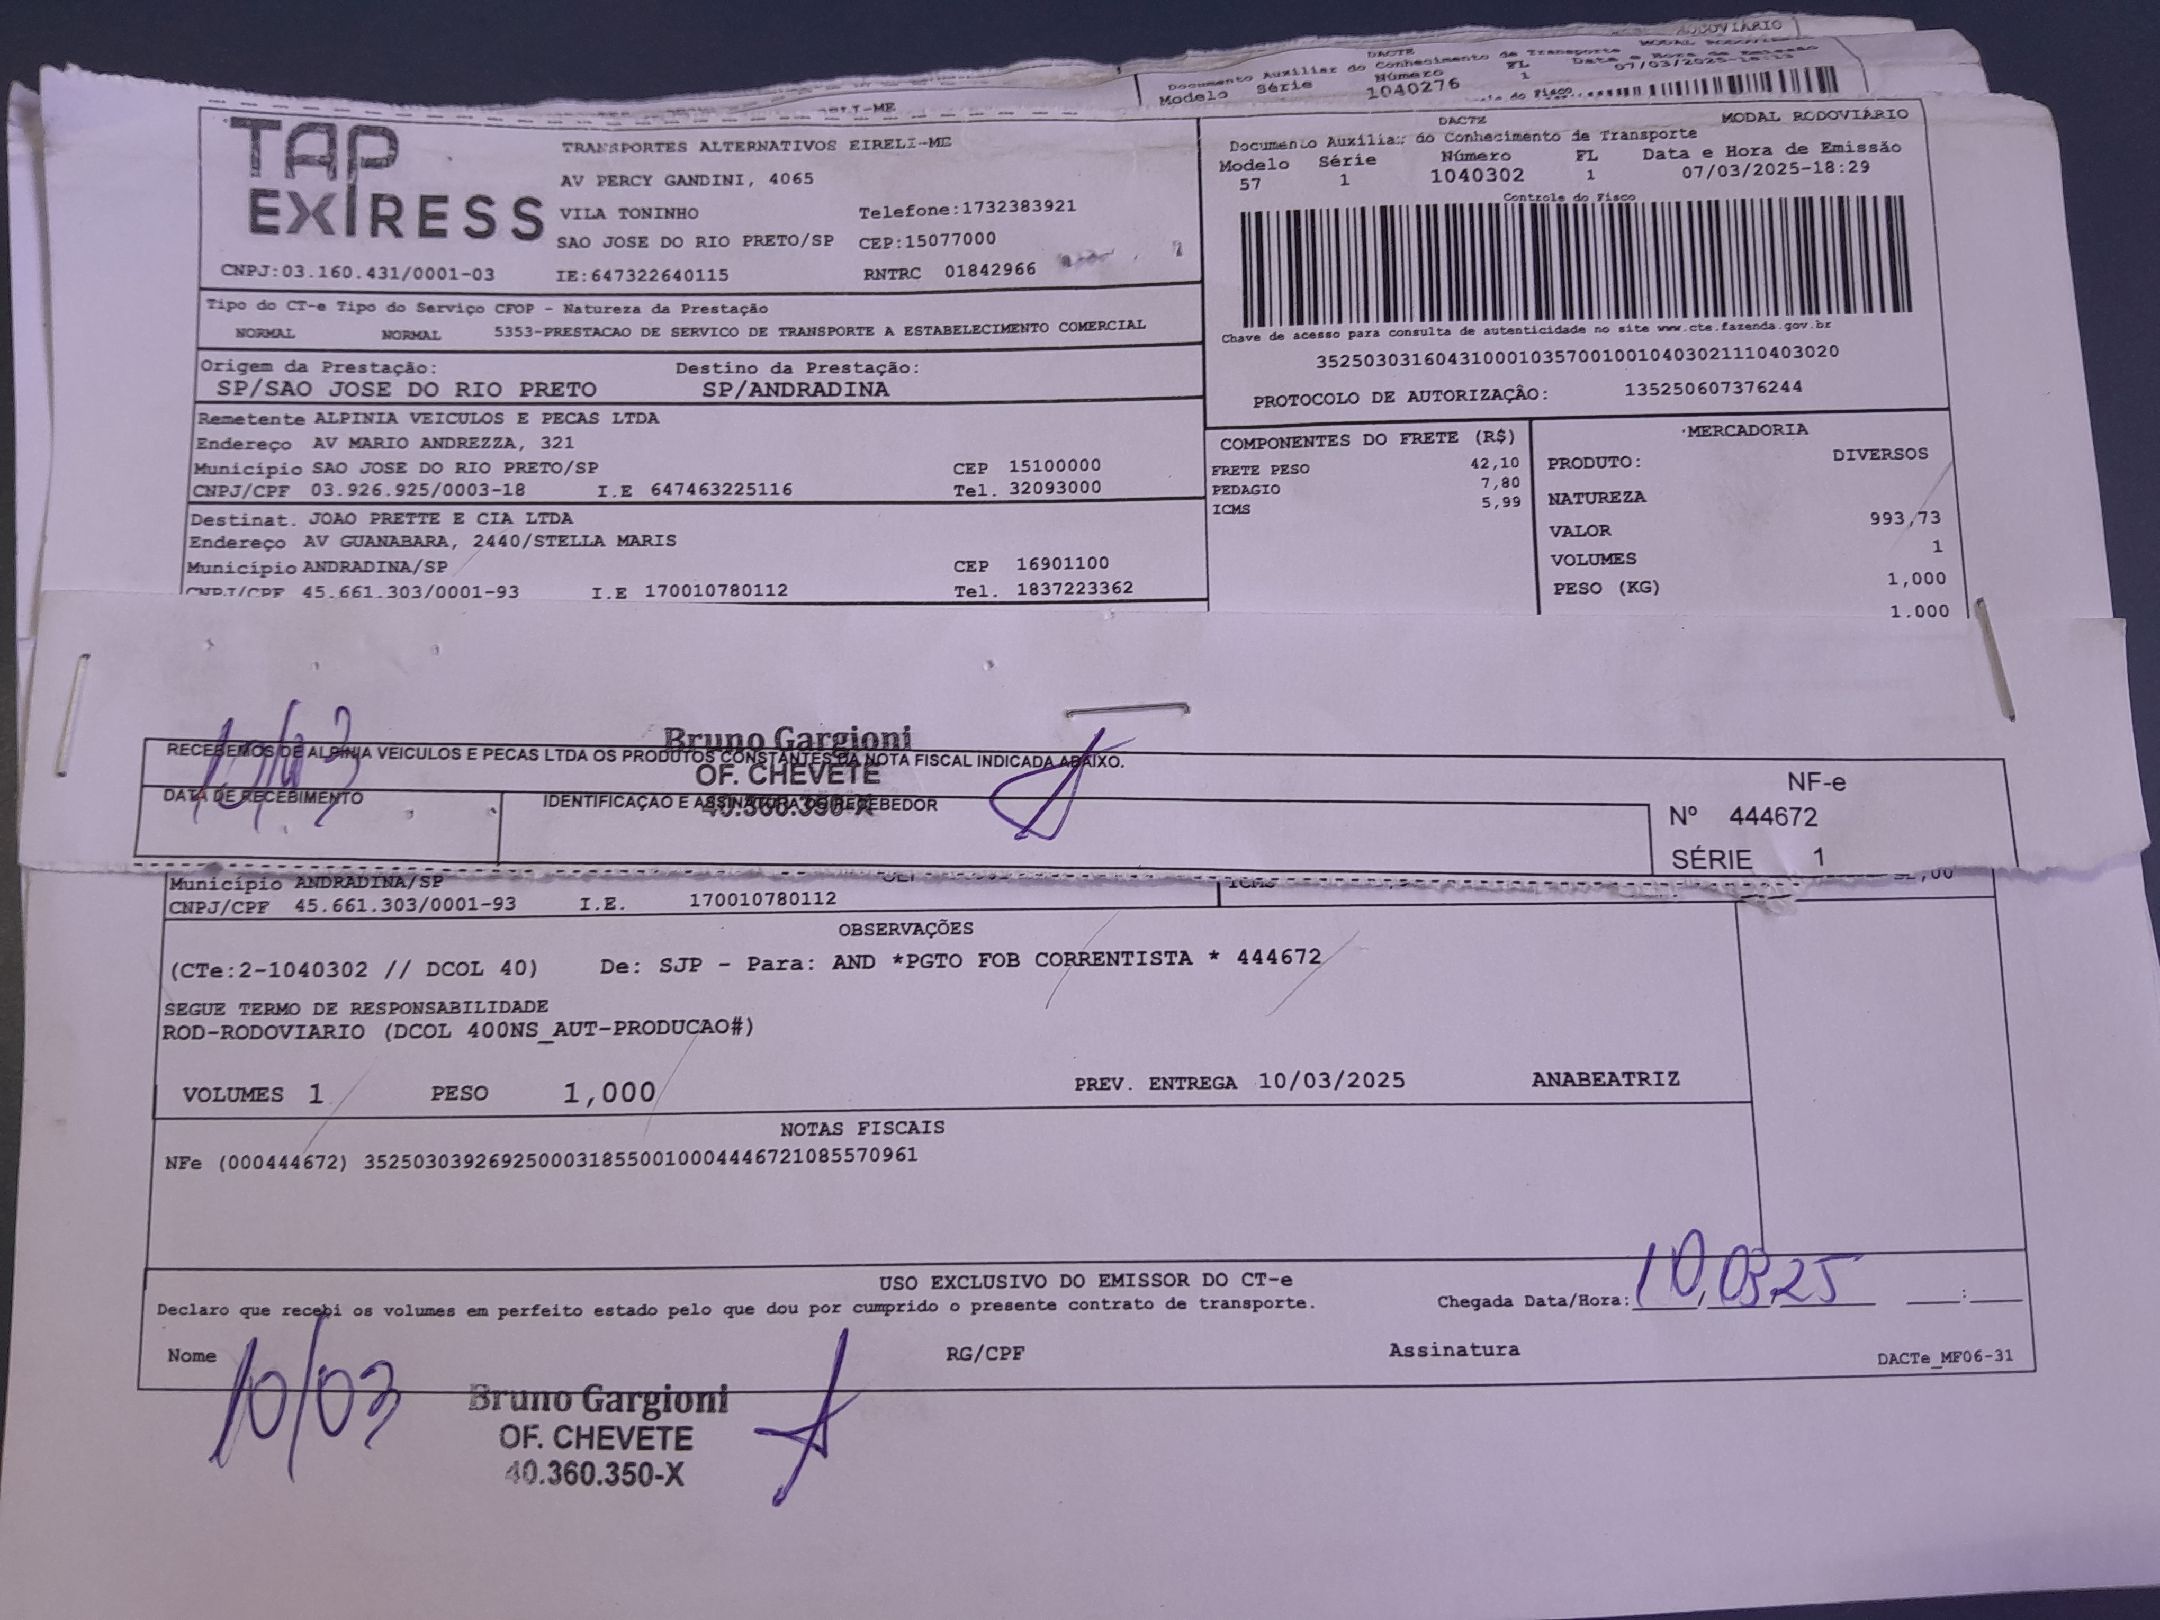 RODOVIÁRIO
DACTE
Documento Auxiliar do Conhecimento de Transporte
Modelo Série Número FL
1040276 1 07/03/2025
TAP EXPRESS
TRANSPORTES ALTERNATIVOS EIRELI-ME
AV PERCY GANDINI, 4065
VILA TONINHO Telefone:1732383921
SAO JOSE DO RIO PRETO/SP CEP:15077000
CNPJ:03.160.431/0001-03 IE:647322640115 RNTRC 01842966
DACTE MODAL RODOVIÁRIO
Documento Auxiliar do Conhecimento de Transporte
Modelo Série Número FL Data e Hora de Emissão
57 1 1040302 1 07/03/2025-18:29
Controle do Fisco
Chave de acesso para consulta de autenticidade no site www.cte.fazenda.gov.br
35250303160431000103570010010403021110403020
PROTOCOLO DE AUTORIZAÇÃO: 135250607376244
Tipo do CT-e Tipo do Serviço CFOP - Natureza da Prestação
NORMAL NORMAL 5353-PRESTACAO DE SERVICO DE TRANSPORTE A ESTABELECIMENTO COMERCIAL
Origem da Prestação: Destino da Prestação:
SP/SAO JOSE DO RIO PRETO SP/ANDRADINA
Remetente ALPINIA VEICULOS E PECAS LTDA
Endereço AV MARIO ANDREZZA, 321
Município SAO JOSE DO RIO PRETO/SP CEP 15100000
CNPJ/CPF 03.926.925/0003-18 I.E 647463225116 Tel. 32093000
Destinat. JOAO PRETTE E CIA LTDA
Endereço AV GUANABARA, 2440/STELLA MARIS
Município ANDRADINA/SP CEP 16901100
CNPJ/CPF 45.661.303/0001-93 I.E 170010780112 Tel. 1837223362
COMPONENTES DO FRETE (R$)
FRETE PESO 42,10
PEDAGIO 7,80
ICMS 5,99
MERCADORIA
PRODUTO: DIVERSOS
NATUREZA
VALOR 993,73
VOLUMES 1
PESO (KG) 1,000
1.000
10/03
Bruno Gargioni
RECEBEMOS DE ALPINIA VEICULOS E PECAS LTDA OS PRODUTOS CONSTANTES DA NOTA FISCAL INDICADA ABAIXO.
OF. CHEVETE
DATA DE RECEBIMENTO IDENTIFICAÇÃO E ASSINATURA DO RECEBEDOR
40.360.350-X
NF-e
Nº 444672
SÉRIE 1
Município ANDRADINA/SP ICMS
CNPJ/CPF 45.661.303/0001-93 I.E. 170010780112
OBSERVAÇÕES
(CTe:2-1040302 // DCOL 40) De: SJP - Para: AND *PGTO FOB CORRENTISTA * 444672
SEGUE TERMO DE RESPONSABILIDADE
ROD-RODOVIARIO (DCOL 400NS_AUT-PRODUCAO#)
VOLUMES 1 PESO 1,000 PREV. ENTREGA 10/03/2025 ANABEATRIZ
NOTAS FISCAIS
NFe (000444672) 35250303926925000318550010004446721085570961
USO EXCLUSIVO DO EMISSOR DO CT-e
Declaro que recebi os volumes em perfeito estado pelo que dou por cumprido o presente contrato de transporte. Chegada Data/Hora: 10,03,25
Nome RG/CPF Assinatura DACTe_MF06-31
10/03
Bruno Gargioni
OF. CHEVETE
40.360.350-X